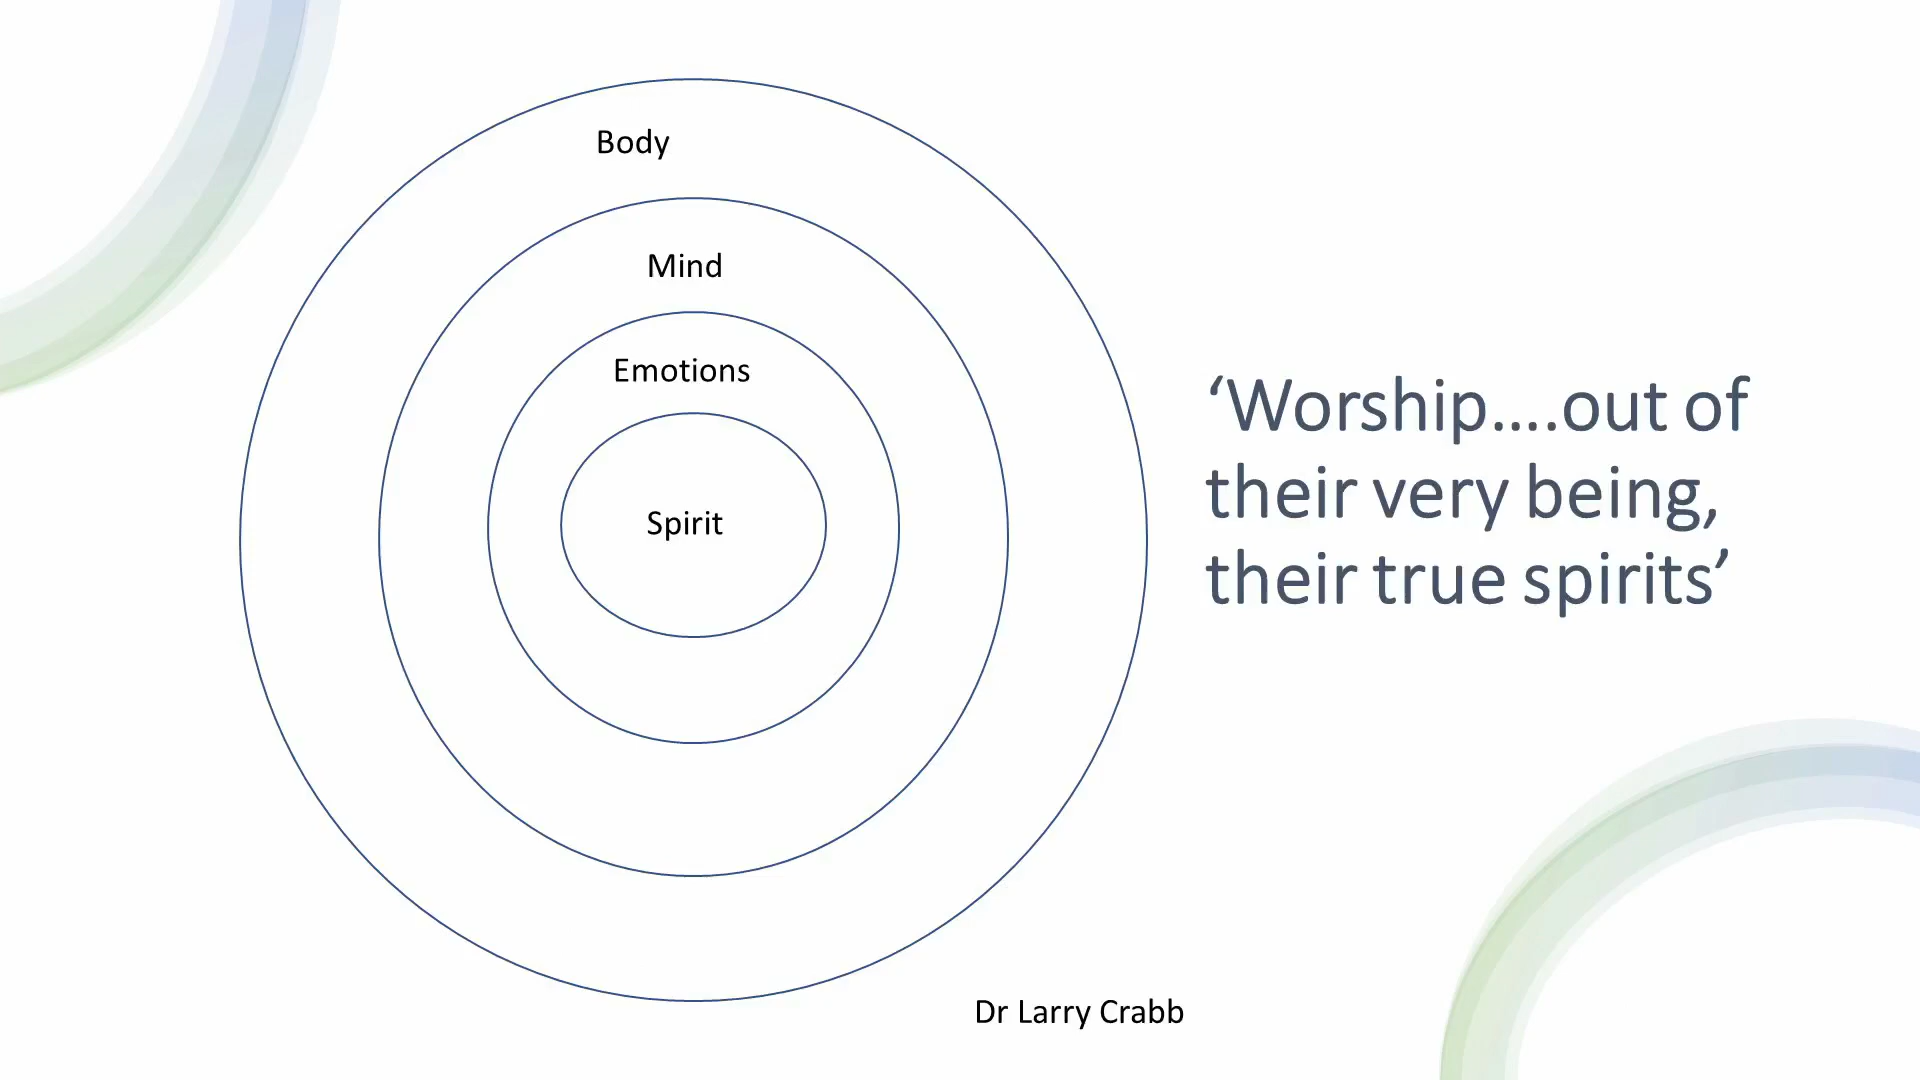 Body
Mind
Emotions
Spirit
‘Worship....out of
their very being,
their true spirits’
Dr Larry Crabb